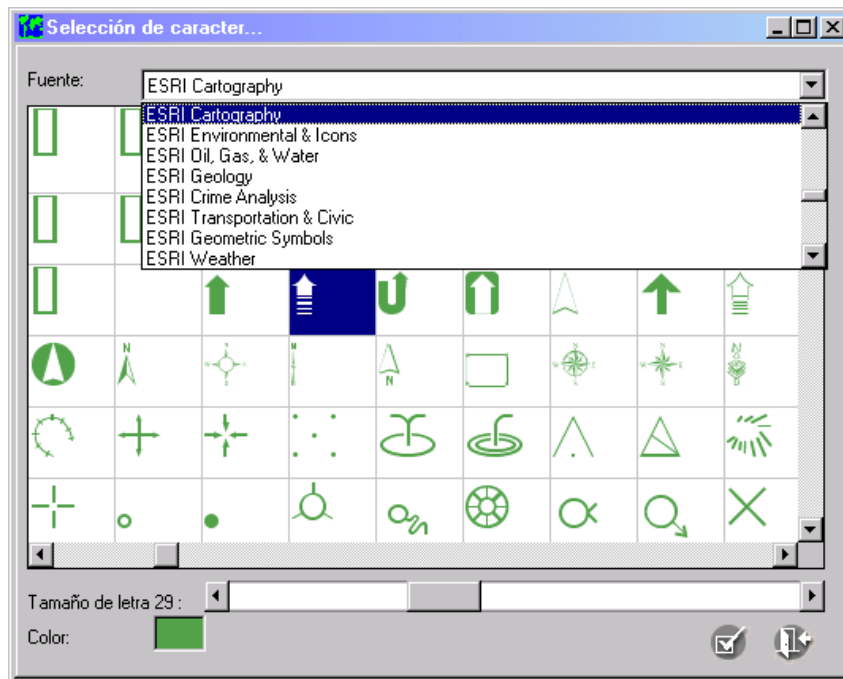 Selección de caracter...
Fuente:
ESRI Cartography
ESRI Cartography
ESRI Environmental & Icons
ESRI Oil, Gas, & Water
ESRI Geology
ESRI Crime Analysis
ESRI Transportation & Civic
ESRI Geometric Symbols
ESRI Weather
N
N
Tamaño de letra 29 :
Color: